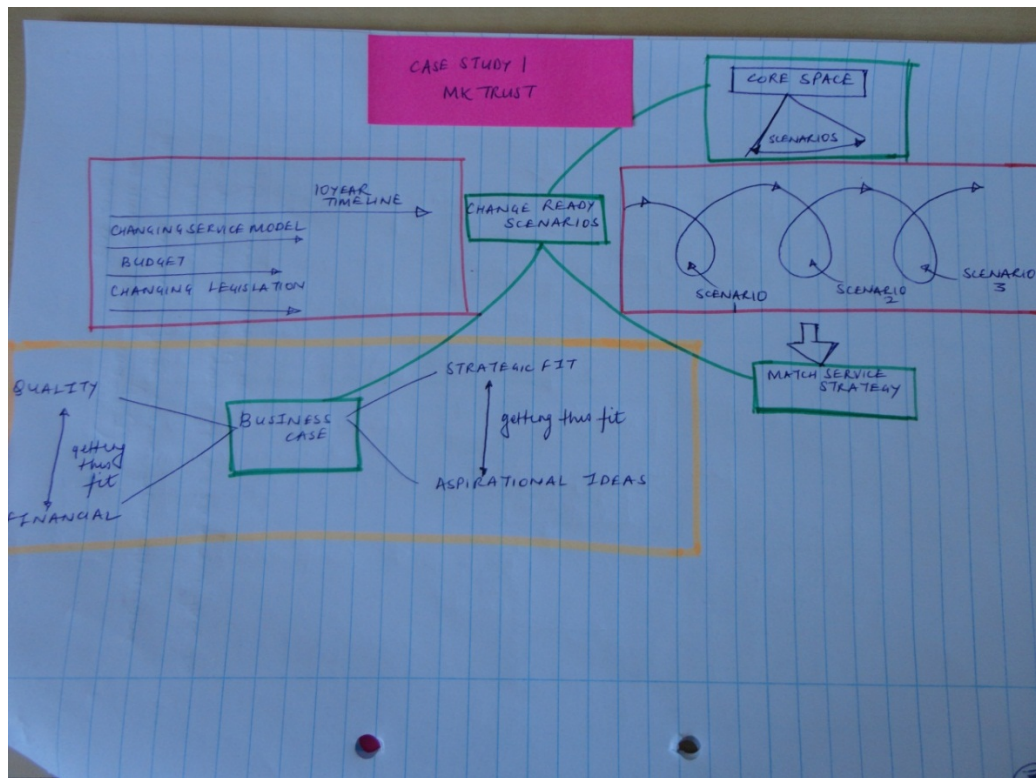 CASE STUDY 1
MK TRUST
CORE SPACE
SCENARIOS
10 YEAR
TIMELINE
CHANGING SERVICE MODEL
BUDGET
CHANGING LEGISLATION
CHANGE READY
SCENARIOS
SCENARIO
1
SCENARIO
2
SCENARIO
3
MATCH SERVICE
STRATEGY
QUALITY
getting
this
fit
FINANCIAL
BUSINESS
CASE
STRATEGIC FIT
getting this fit
ASPIRATIONAL IDEAS